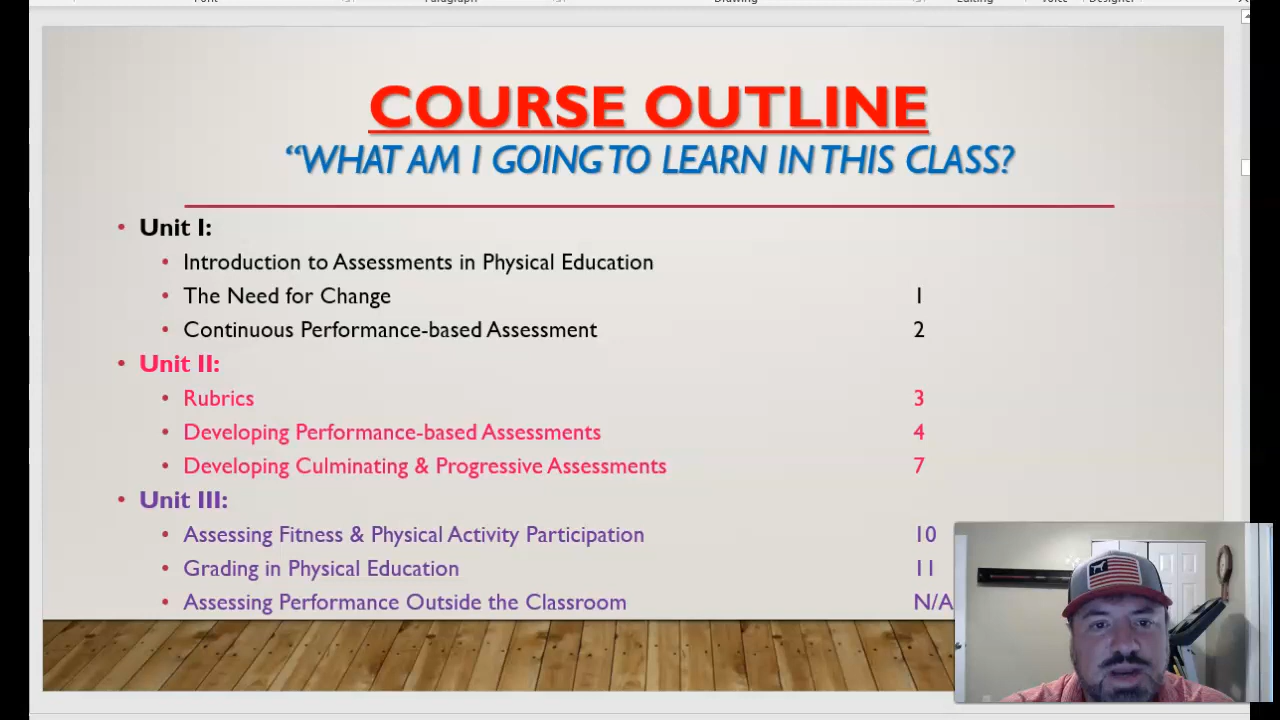 COURSE OUTLINE
“WHAT AM I GOING TO LEARN IN THIS CLASS?
• Unit I:
• Introduction to Assessments in Physical Education
• The Need for Change 1
• Continuous Performance-based Assessment 2
• Unit II:
• Rubrics 3
• Developing Performance-based Assessments 4
• Developing Culminating & Progressive Assessments 7
• Unit III:
• Assessing Fitness & Physical Activity Participation 10
• Grading in Physical Education 11
• Assessing Performance Outside the Classroom N/A